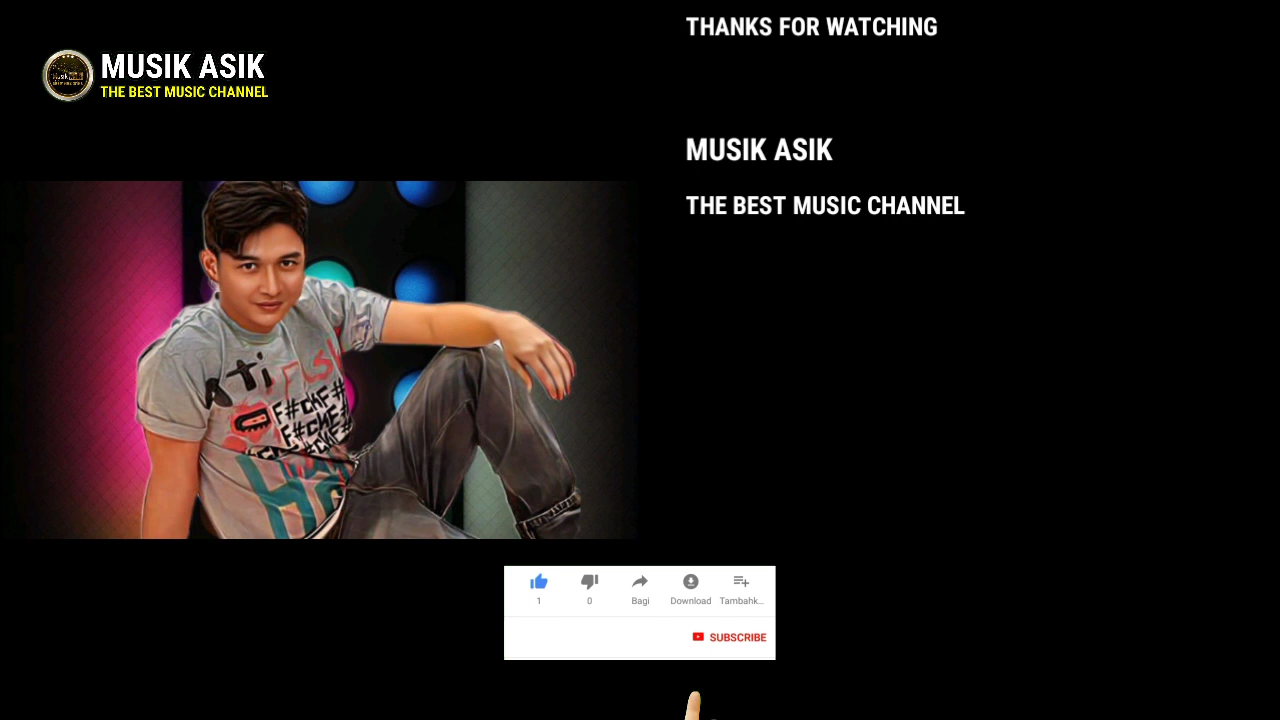 THANKS FOR WATCHING
MUSIK ASIK
THE BEST MUSIC CHANNEL
MUSIK ASIK
THE BEST MUSIC CHANNEL
F#CKF#
1
0
Bagi
Download
Tambahk...
SUBSCRIBE